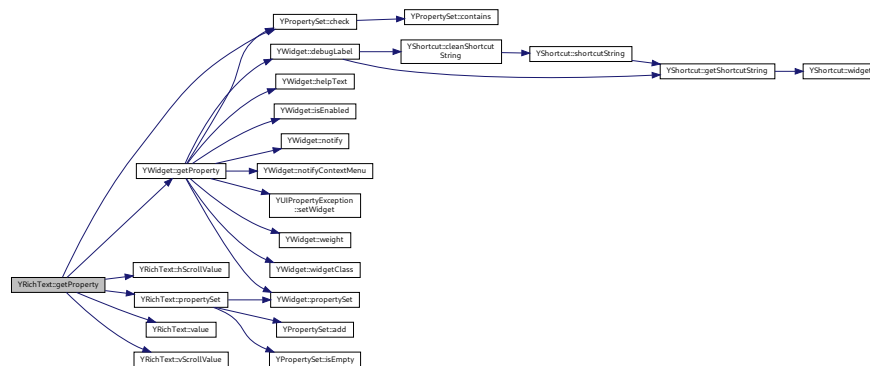 YPropertySet::check
YPropertySet::contains
YWidget::debugLabel
YShortcut::cleanShortcut
String
YShortcut::shortcutString
YShortcut::getShortcutString
YShortcut::widget
YWidget::helpText
YWidget::isEnabled
YWidget::notify
YWidget::getProperty
YWidget::notifyContextMenu
YUIPropertyException
::setWidget
YWidget::weight
YRichText::hScrollValue
YWidget::widgetClass
YRichText::getProperty
YRichText::propertySet
YWidget::propertySet
YRichText::value
YPropertySet::add
YRichText::vScrollValue
YPropertySet::isEmpty